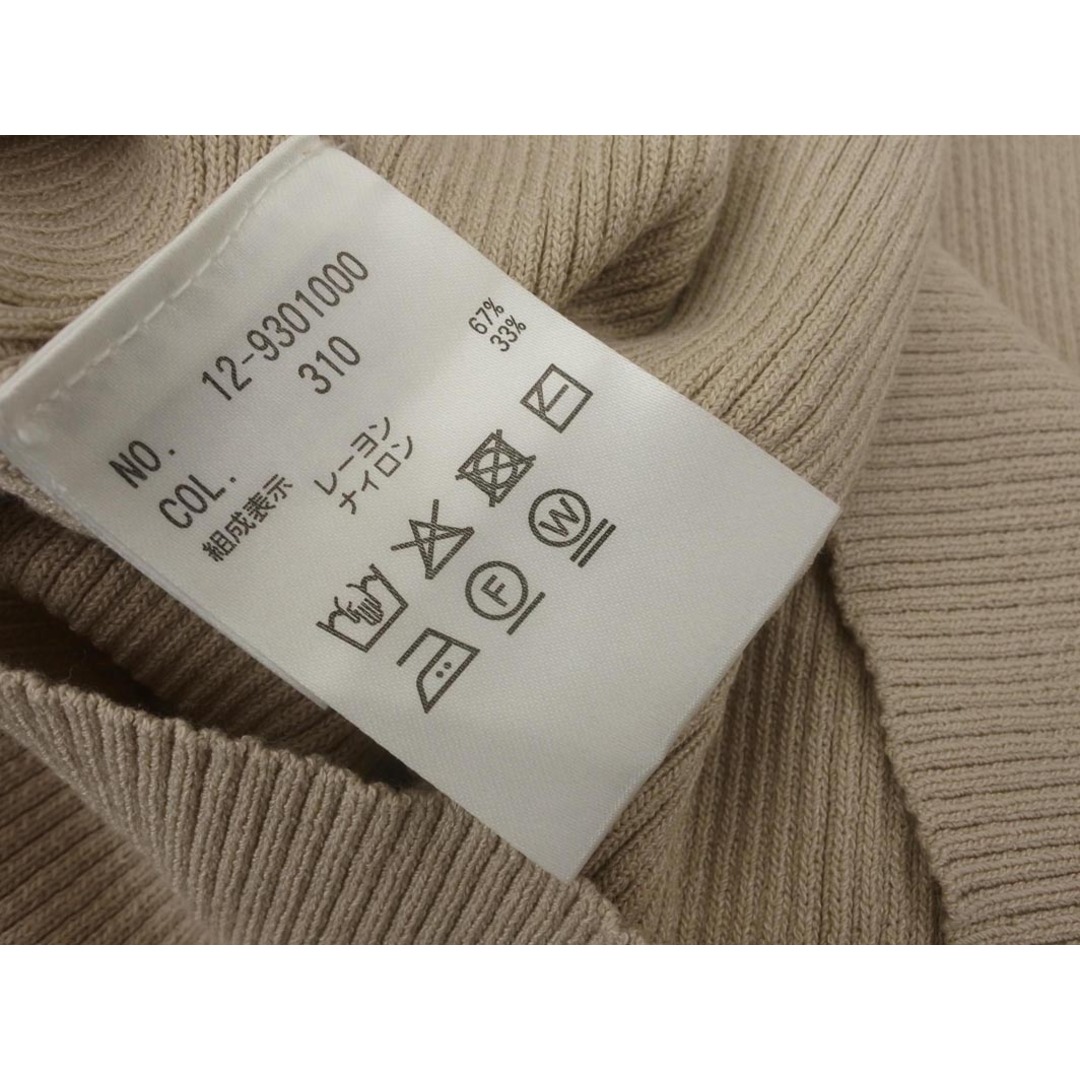 NO. 12-9301000
COL. 310
組成表示
レーヨン 67%
ナイロン 33%
F
W